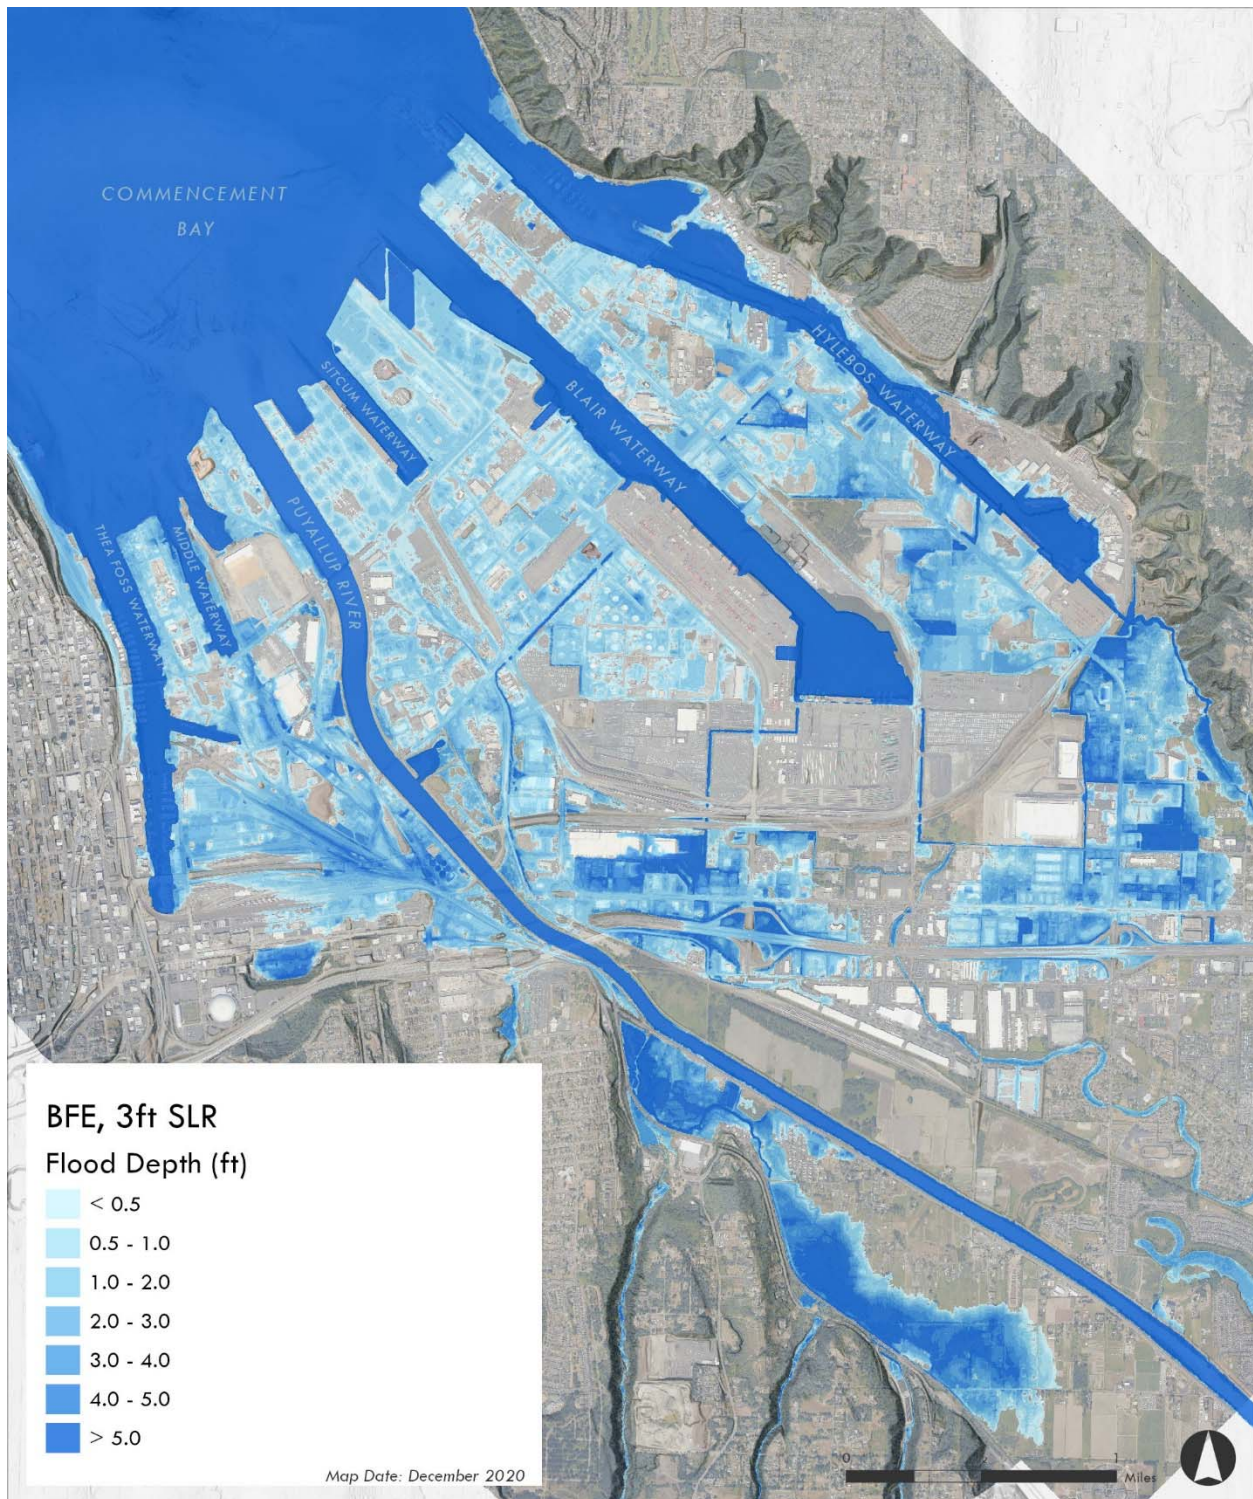 COMMENCEMENT
BAY
HYLEBOS WATERWAY
BLAIR WATERWAY
SITCUM WATERWAY
PUYALLUP RIVER
MIDDLE WATERWAY
THEA FOSS WATERWAY
BFE, 3ft SLR
Flood Depth (ft)
< 0.5
0.5 - 1.0
1.0 - 2.0
2.0 - 3.0
3.0 - 4.0
4.0 - 5.0
> 5.0
Map Date: December 2020
0 1
Miles